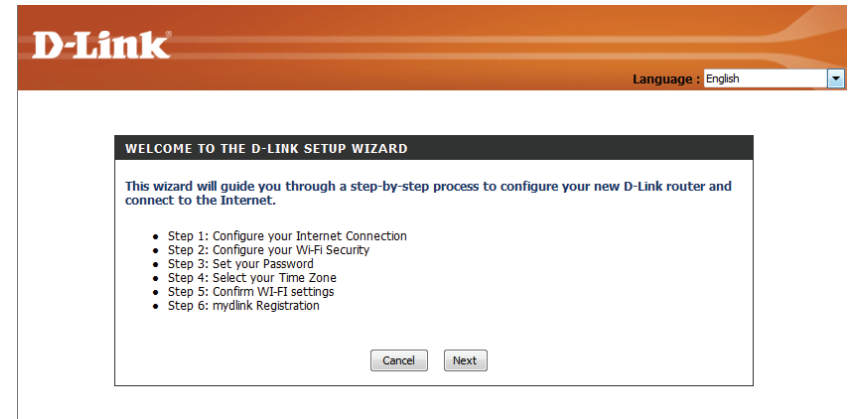 D-Link®
Language : English
WELCOME TO THE D-LINK SETUP WIZARD
This wizard will guide you through a step-by-step process to configure your new D-Link router and
connect to the Internet.
• Step 1: Configure your Internet Connection
• Step 2: Configure your Wi-Fi Security
• Step 3: Set your Password
• Step 4: Select your Time Zone
• Step 5: Confirm WI-FI settings
• Step 6: mydlink Registration
Cancel Next